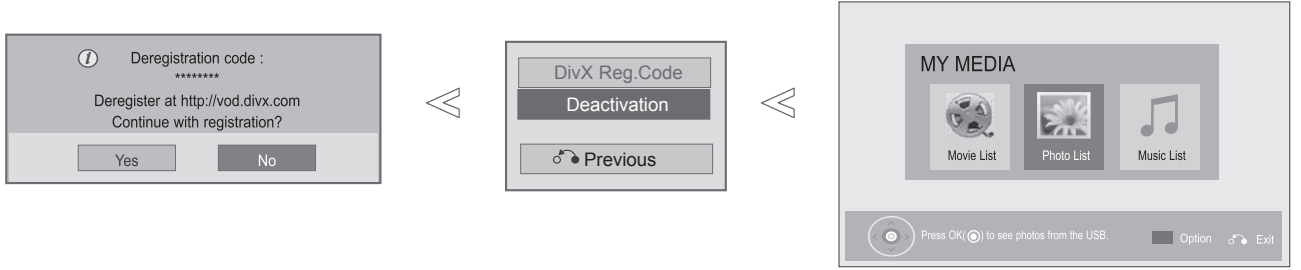 Deregistration code :
********
Deregister at http://vod.divx.com
Continue with registration?
Yes
No
DivX Reg.Code
Deactivation
Previous
MY MEDIA
Movie List
Photo List
Music List
Press OK(◉) to see photos from the USB.
Option
Exit